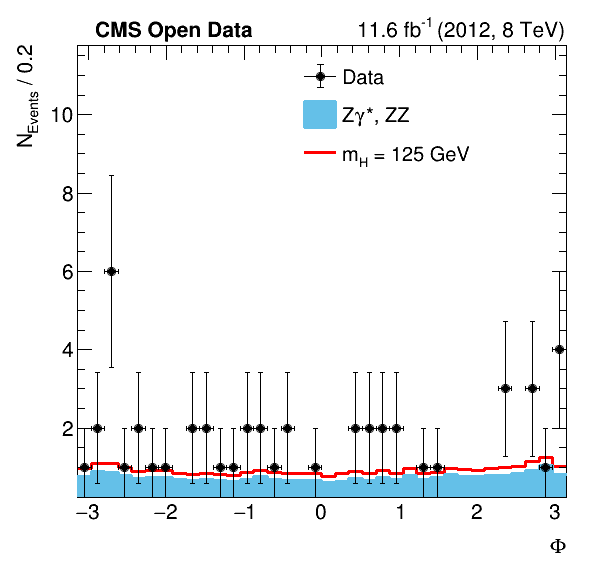 CMS Open Data
11.6 fb⁻¹ (2012, 8 TeV)
N_Events / 0.2
Data
Zγ*, ZZ
m_H = 125 GeV
10
8
6
4
2
−3 −2 −1 0 1 2 3
Φ